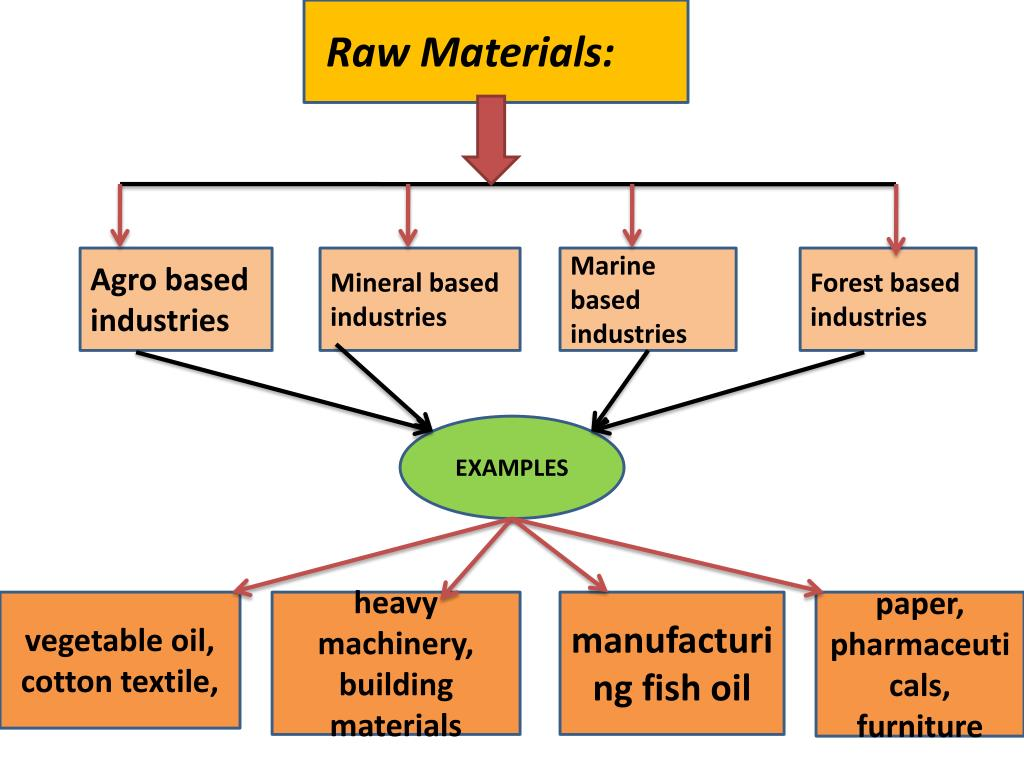 Raw Materials:
Agro based
industries
Mineral based
industries
Marine
based
industries
Forest based
industries
EXAMPLES
vegetable oil,
cotton textile,
heavy
machinery,
building
materials
manufacturi
ng fish oil
paper,
pharmaceuti
cals,
furniture